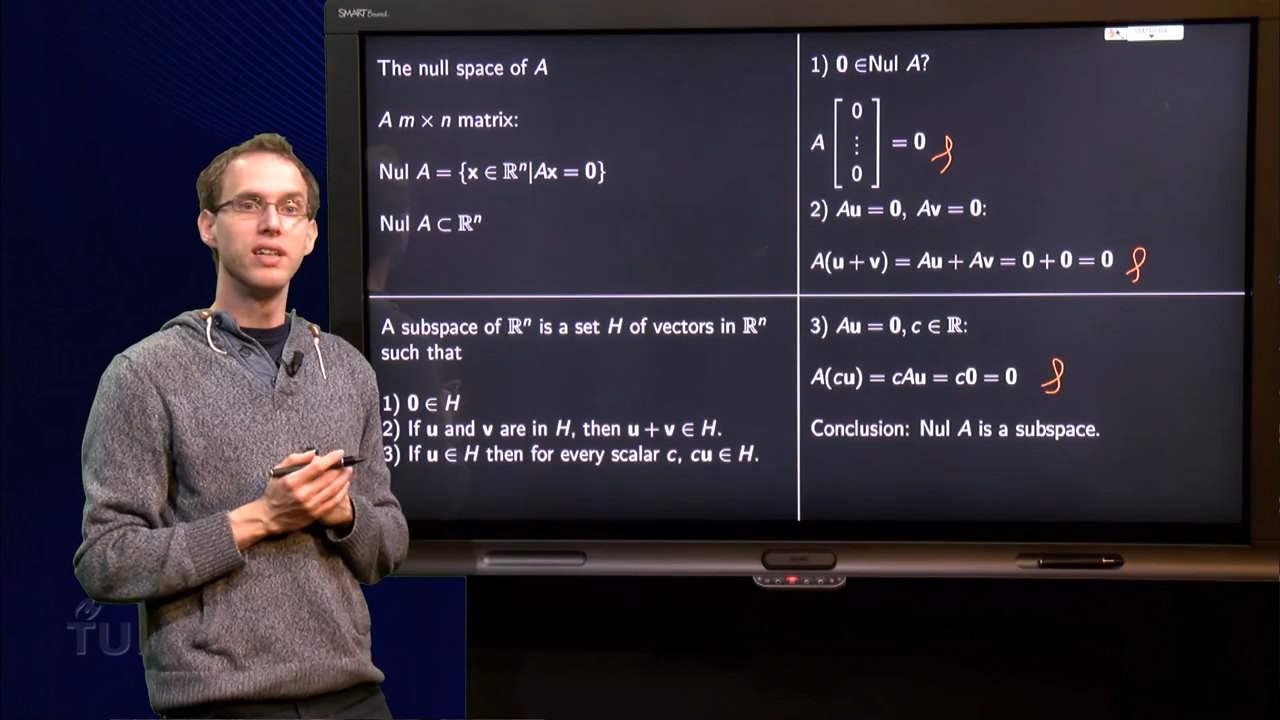 SMART Board
The null space of A
A m × n matrix:
Nul A = {x ∈ ℝⁿ|Ax = 0}
Nul A ⊂ ℝⁿ
1) 0 ∈Nul A?
A [ 0 ⋮ 0 ] = 0
2) Au = 0, Av = 0:
A(u + v) = Au + Av = 0 + 0 = 0
A subspace of ℝⁿ is a set H of vectors in ℝⁿ
such that
1) 0 ∈ H
2) If u and v are in H, then u + v ∈ H.
3) If u ∈ H then for every scalar c, cu ∈ H.
3) Au = 0, c ∈ ℝ:
A(cu) = cAu = c0 = 0
Conclusion: Nul A is a subspace.
SMART
TU